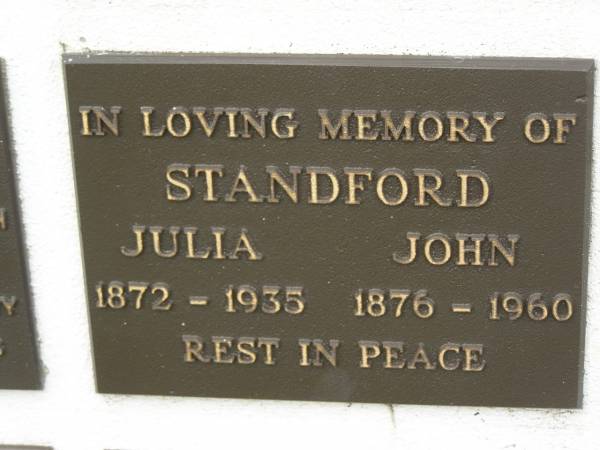 IN LOVING MEMORY OF
STANDFORD
JULIA JOHN
1872 - 1935 1876 - 1960
REST IN PEACE